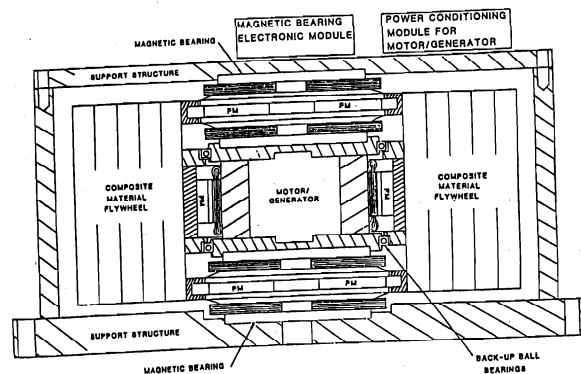 MAGNETIC BEARING
ELECTRONIC MODULE
POWER CONDITIONING
MODULE FOR
MOTOR/GENERATOR
MAGNETIC BEARING
SUPPORT STRUCTURE
PM
PM
COMPOSITE
MATERIAL
FLYWHEEL
PM
MOTOR/
GENERATOR
PM
COMPOSITE
MATERIAL
FLYWHEEL
PM
PM
SUPPORT STRUCTURE
MAGNETIC BEARING
BACK-UP BALL
BEARINGS